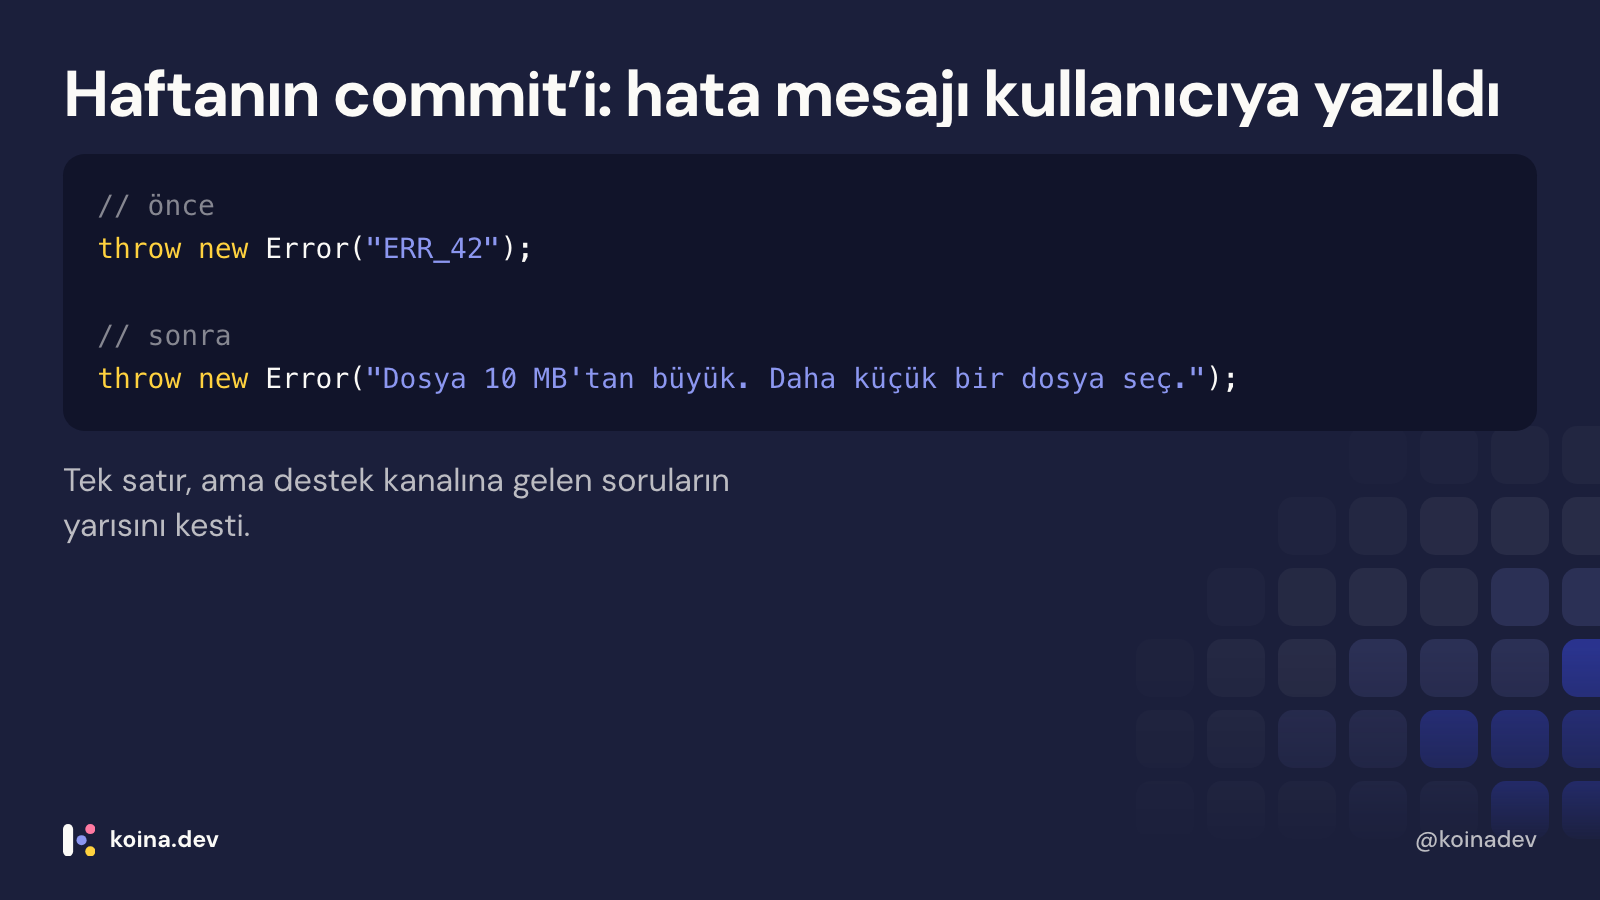 Haftanın commit’i: hata mesajı kullanıcıya yazıldı
// önce
throw new Error("ERR_42");
// sonra
throw new Error("Dosya 10 MB'tan büyük. Daha küçük bir dosya seç.");
Tek satır, ama destek kanalına gelen soruların
yarısını kesti.
koina.dev
@koinadev